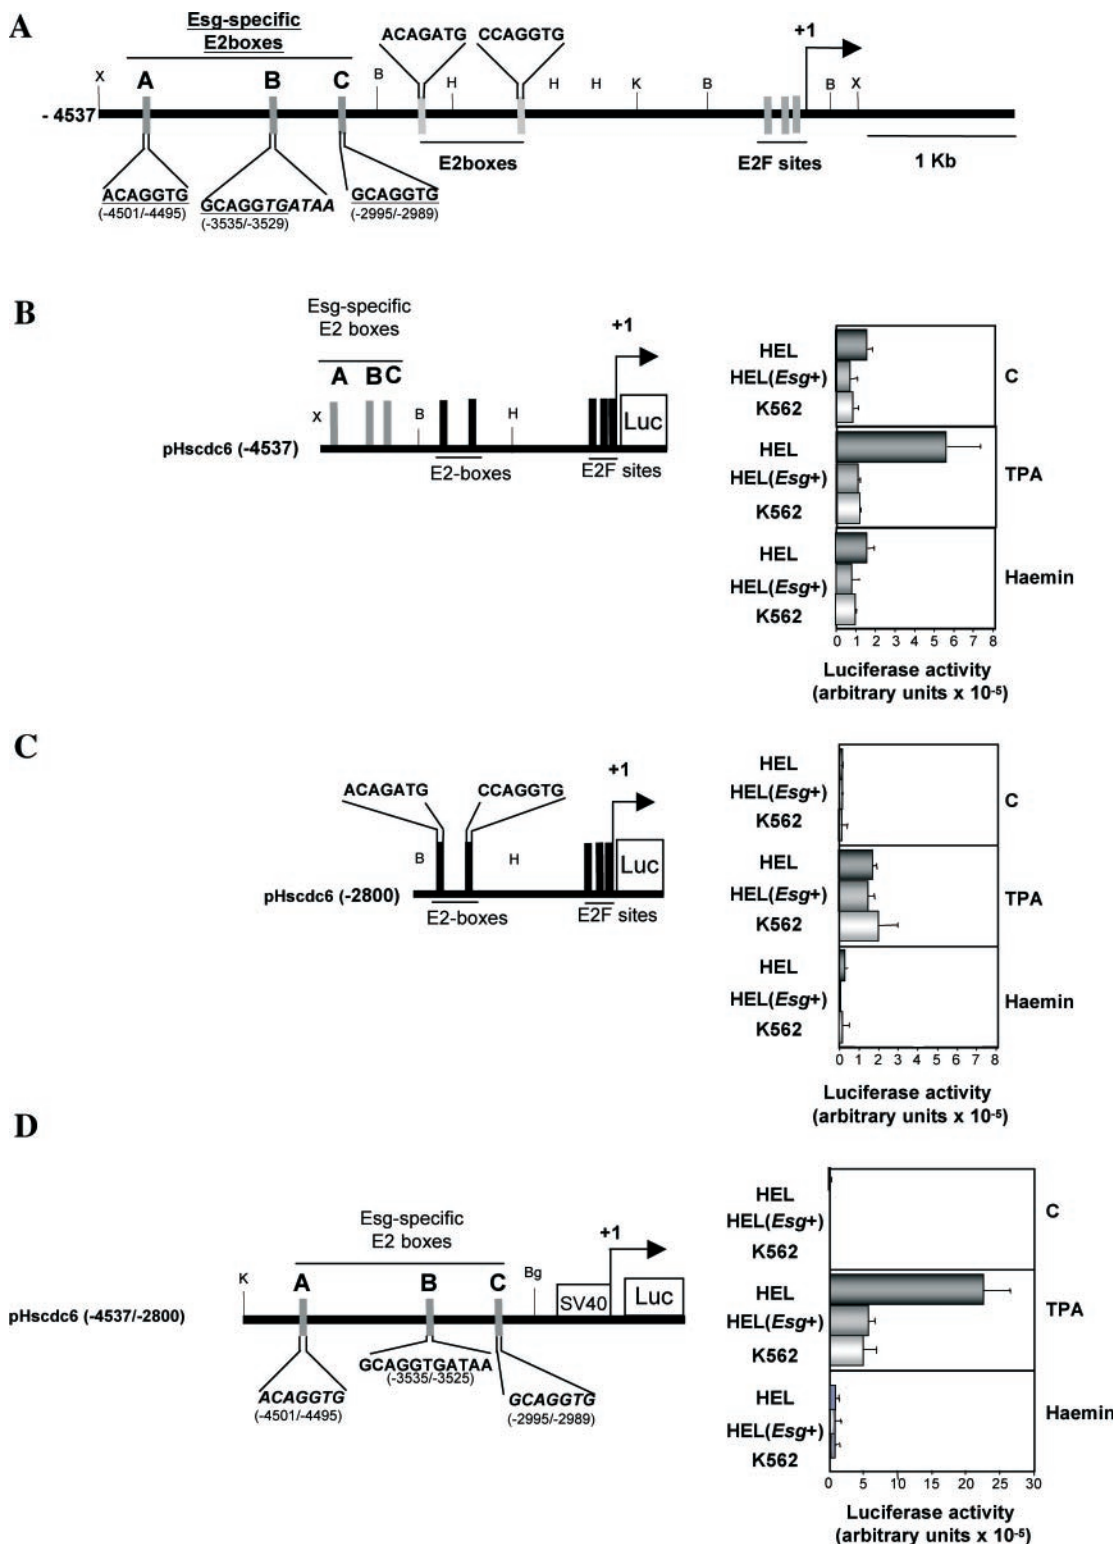 A
Esg-specific
E2boxes
ACAGATG CCAGGTG
+1
X A B C B H H H K B B X
- 4537
E2boxes
E2F sites
1 Kb
ACAGGTG
(-4501/-4495)
GCAGGTGATAA
(-3535/-3529)
GCAGGTG
(-2995/-2989)
B
Esg-specific
E2 boxes
+1
A B C
X B H
Luc
pHscdc6 (-4537)
E2-boxes
E2F sites
HEL
HEL(Esg+)
K562
C
HEL
HEL(Esg+)
K562
TPA
HEL
HEL(Esg+)
K562
Haemin
0 1 2 3 4 5 6 7 8
Luciferase activity
(arbitrary units x 10-5)
C
ACAGATG CCAGGTG
+1
B H
Luc
pHscdc6 (-2800)
E2-boxes
E2F sites
HEL
HEL(Esg+)
K562
C
HEL
HEL(Esg+)
K562
TPA
HEL
HEL(Esg+)
K562
Haemin
0 1 2 3 4 5 6 7 8
Luciferase activity
(arbitrary units x 10-5)
D
Esg-specific
E2 boxes
+1
K A B C Bg
SV40
Luc
pHscdc6 (-4537/-2800)
ACAGGTG
(-4501/-4495)
GCAGGTGATAA
(-3535/-3525)
GCAGGTG
(-2995/-2989)
HEL
HEL(Esg+)
K562
C
HEL
HEL(Esg+)
K562
TPA
HEL
HEL(Esg+)
K562
Haemin
0 5 10 15 20 25 30
Luciferase activity
(arbitrary units x 10-5)